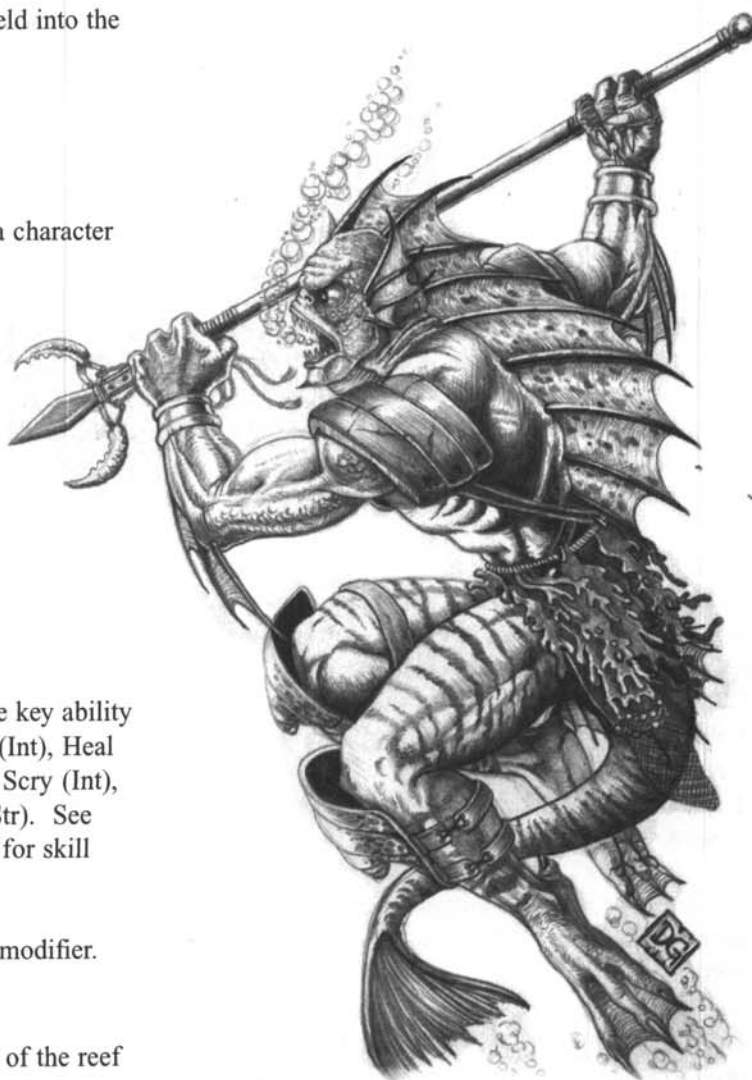 eld into the
a character
e key ability
(Int), Heal
Scry (Int),
Str). See
for skill
modifier.
of the reef
DG